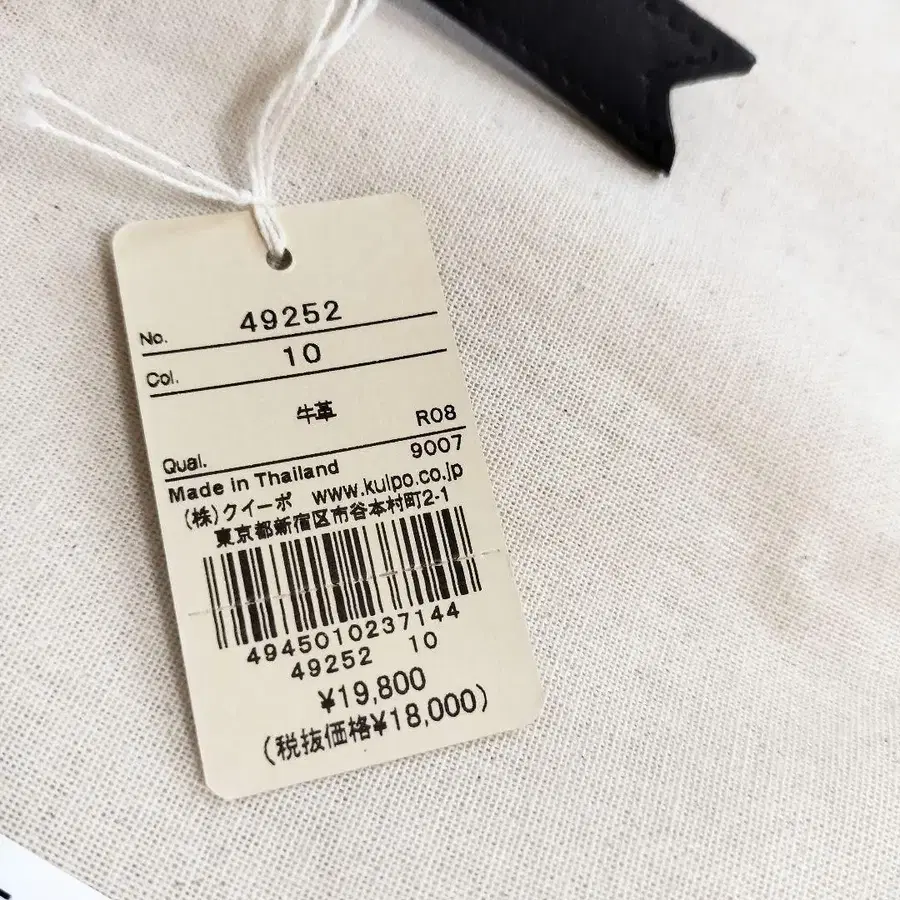 No. 49252
Col. 10
牛革
R08
Qual. 9007
Made in Thailand
(株)クイーポ www.kuipo.co.jp
東京都新宿区市谷本村町2-1
4945010237144
49252 10
¥19,800
(税抜価格¥18,000)